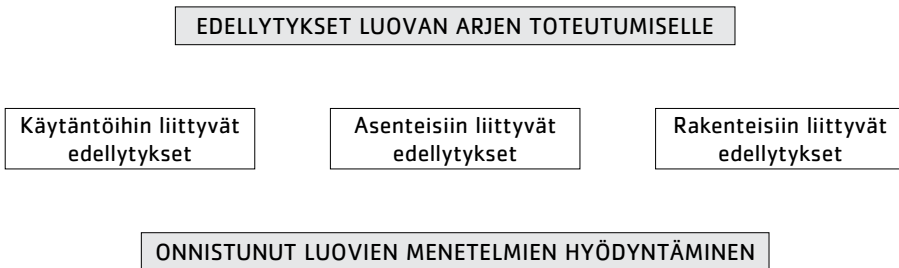 EDELLYTYKSET LUOVAN ARJEN TOTEUTUMISELLE
Käytäntöihin liittyvät
edellytykset
Asenteisiin liittyvät
edellytykset
Rakenteisiin liittyvät
edellytykset
ONNISTUNUT LUOVIEN MENETELMIEN HYÖDYNTÄMINEN